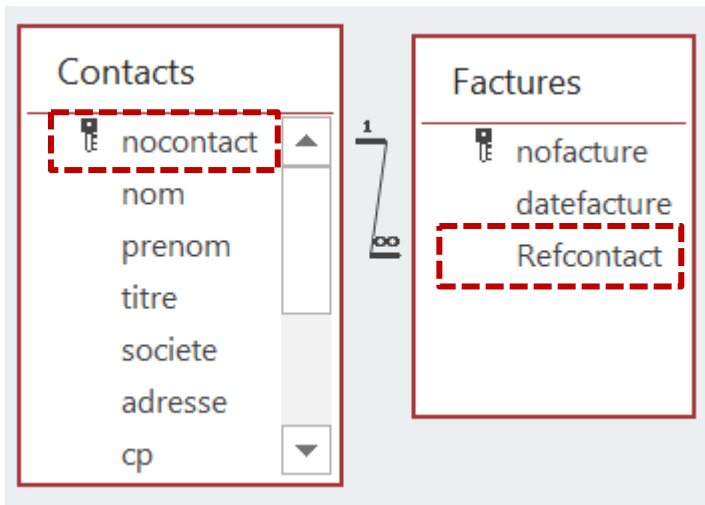 Contacts
nocontact
nom
prenom
titre
societe
adresse
cp
1
∞
Factures
nofacture
datefacture
Refcontact